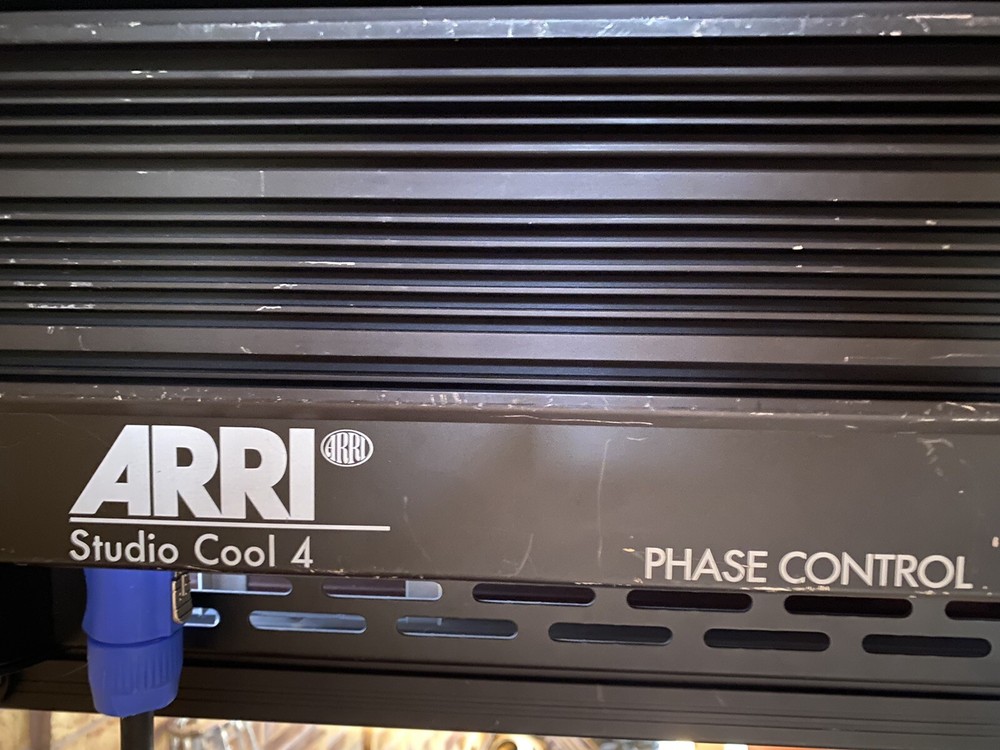 ARRI ARRI
Studio Cool 4
PHASE CONTROL